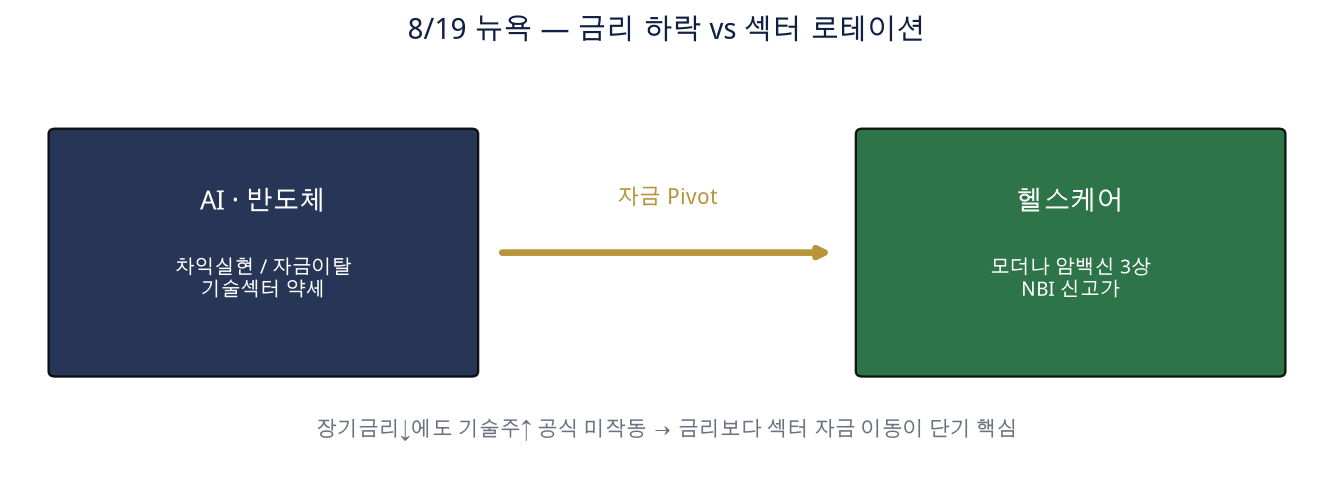 8/19 뉴욕 — 금리 하락 vs 섹터 로테이션
AI · 반도체
차익실현 / 자금이탈
기술섹터 약세
자금 Pivot
헬스케어
모더나 암백신 3상
NBI 신고가
장기금리↓에도 기술주↑ 공식 미작동 → 금리보다 섹터 자금 이동이 단기 핵심